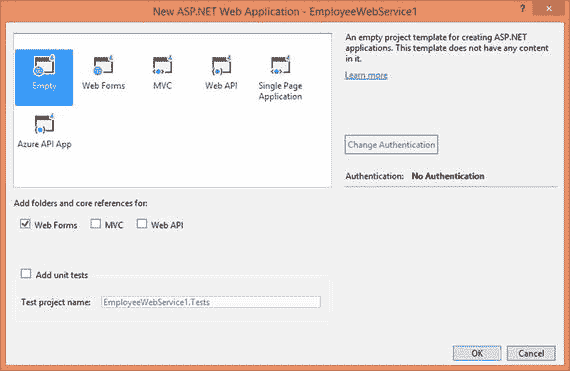 New ASP.NET Web Application - EmployeeWebService1
?
Empty
Web Forms
MVC
Web API
Single Page
Application
Azure API App
An empty project template for creating ASP.NET
applications. This template does not have any content
in it.
Learn more
Change Authentication
Authentication: No Authentication
Add folders and core references for:
Web Forms
MVC
Web API
Add unit tests
Test project name:
EmployeeWebService1.Tests
OK
Cancel